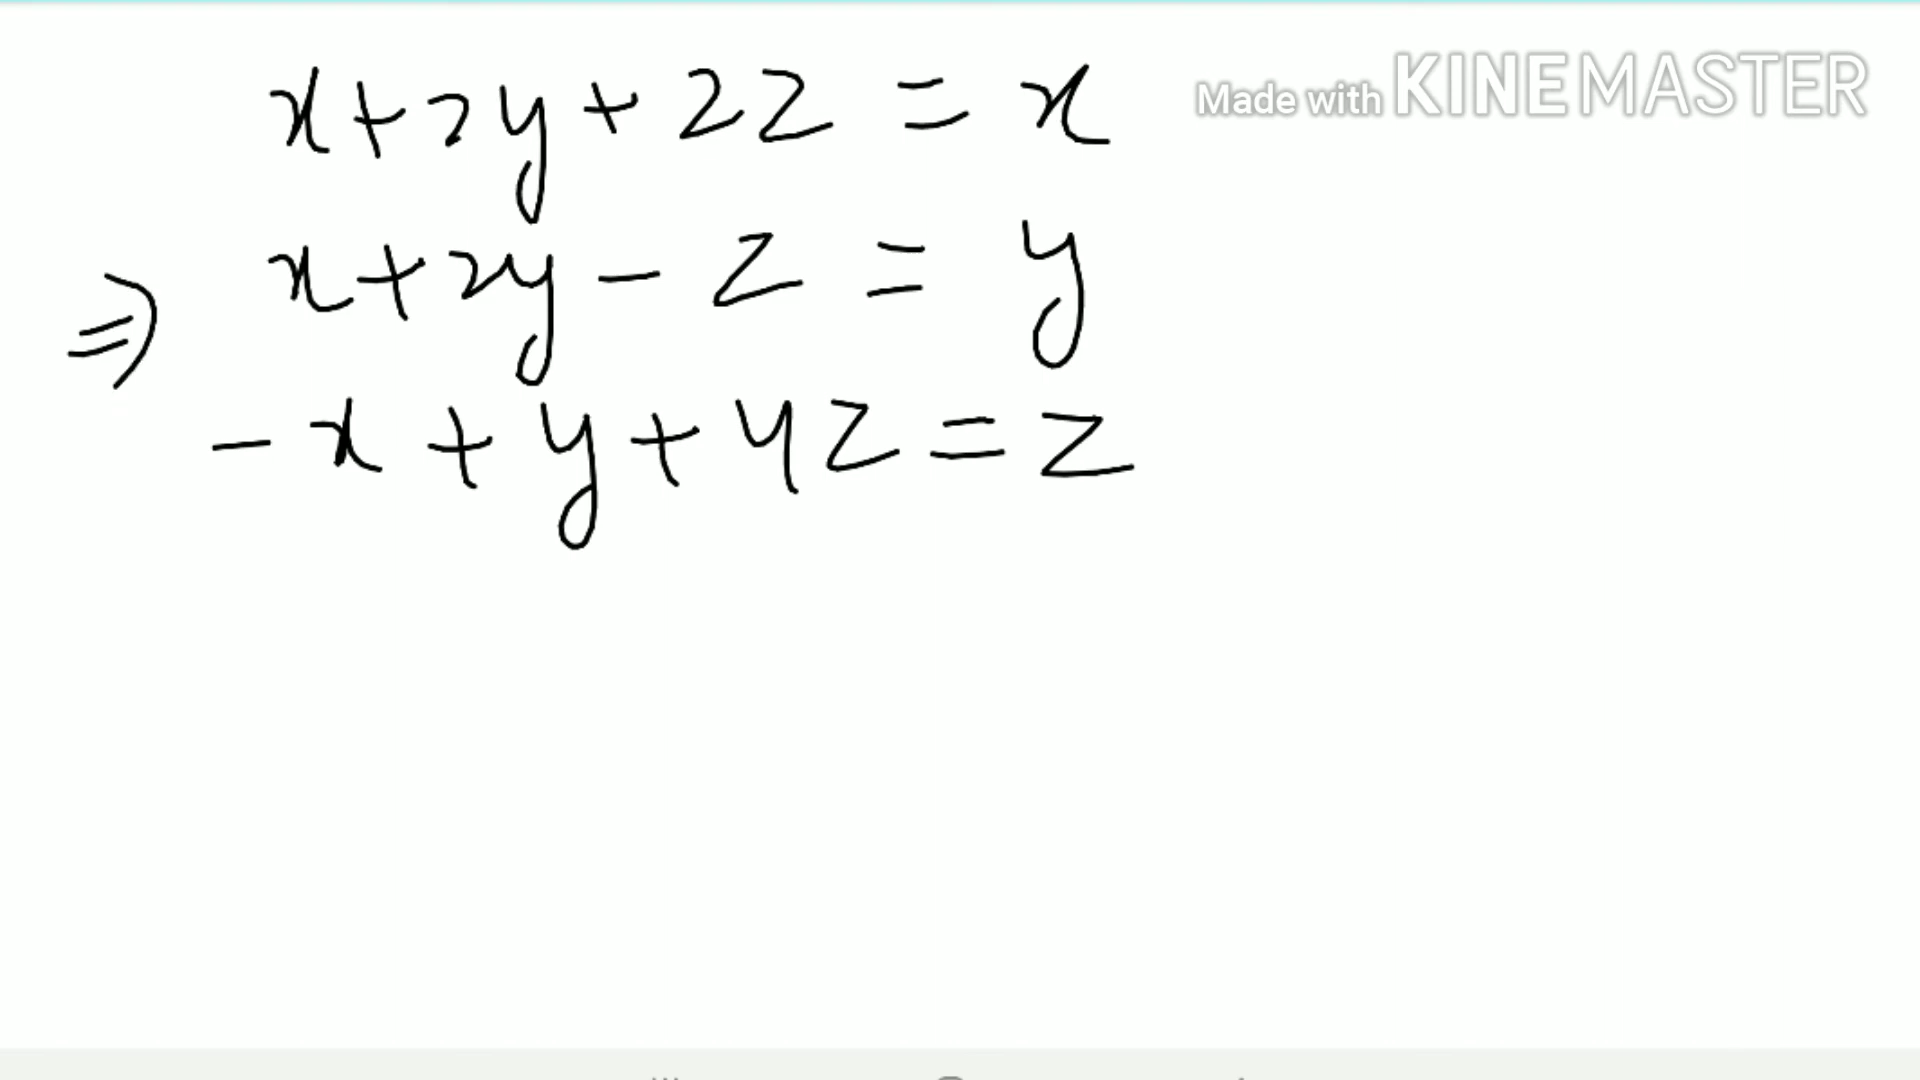 x+2y+2z = x
Made with KINEMASTER
⇒ x+2y-z = y
-x+y+4z=z